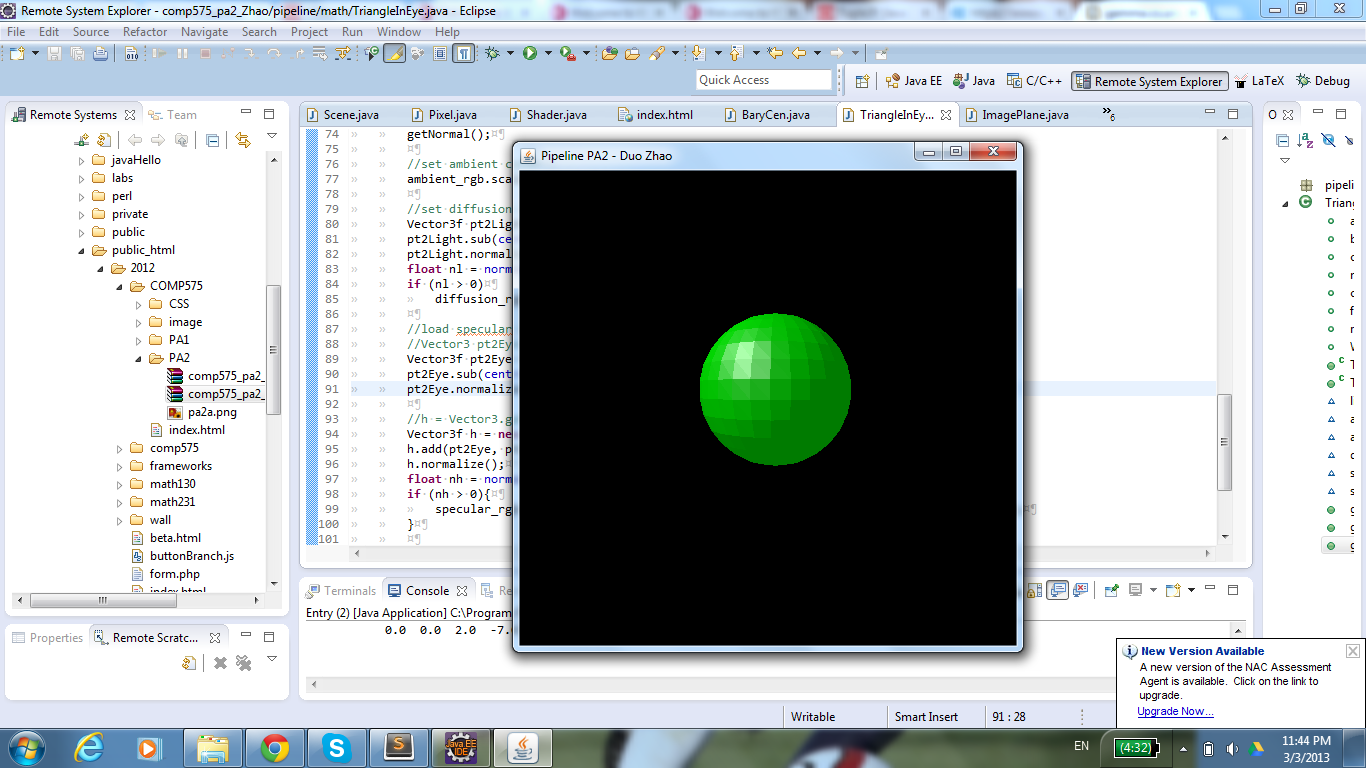 Remote System Explorer - comp575_pa2_Zhao/pipeline/math/TriangleInEye.java - Eclipse
File Edit Source Refactor Navigate Search Project Run Window Help
Quick Access
Java EE Java C/C++ Remote System Explorer LaTeX Debug
Remote Systems Team
javaHello
labs
perl
private
public
public_html
2012
COMP575
CSS
image
PA1
PA2
comp575_pa2_
comp575_pa2_
pa2a.png
index.html
comp575
frameworks
math130
math231
wall
beta.html
buttonBranch.js
form.php
index.html
Properties Remote Scratc...
Scene.java Pixel.java Shader.java index.html BaryCen.java TriangleInEy... ImagePlane.java »6
74 getNormal();¤¶
75 » » ¤¶
76 » » //set ambient c
77 » » ambient_rgb.sca
78 » » ¤¶
79 » » //set diffusion
80 » » Vector3f pt2Lig
81 » » pt2Light.sub(ce
82 » » pt2Light.normal
83 » » float nl = norm
84 » » if (nl > 0)¤¶
85 » » » diffusion_r
86 » » ¤¶
87 » » //load specular
88 » » //Vector3 pt2Ey
89 » » Vector3f pt2Eye
90 » » pt2Eye.sub(cent
91 » » pt2Eye.normaliz
92 » » ¤¶
93 » » //h = Vector3.g
94 » » Vector3f h = ne
95 » » h.add(pt2Eye, p
96 » » h.normalize();¤
97 » » float nh = norm
98 » » if (nh > 0){¤¶
99 » » » specular_rg ¤¶
100 » » }¤¶
101 » » ¤¶
Pipeline PA2 - Duo Zhao
pipeli
Triang
Terminals Console Re
Entry (2) [Java Application] C:\Program
0.0 0.0 2.0 -7.
New Version Available
A new version of the NAC Assessment
Agent is available. Click on the link to
upgrade.
Upgrade Now...
Writable Smart Insert 91 : 28
EN (4:32) 11:44 PM
3/3/2013